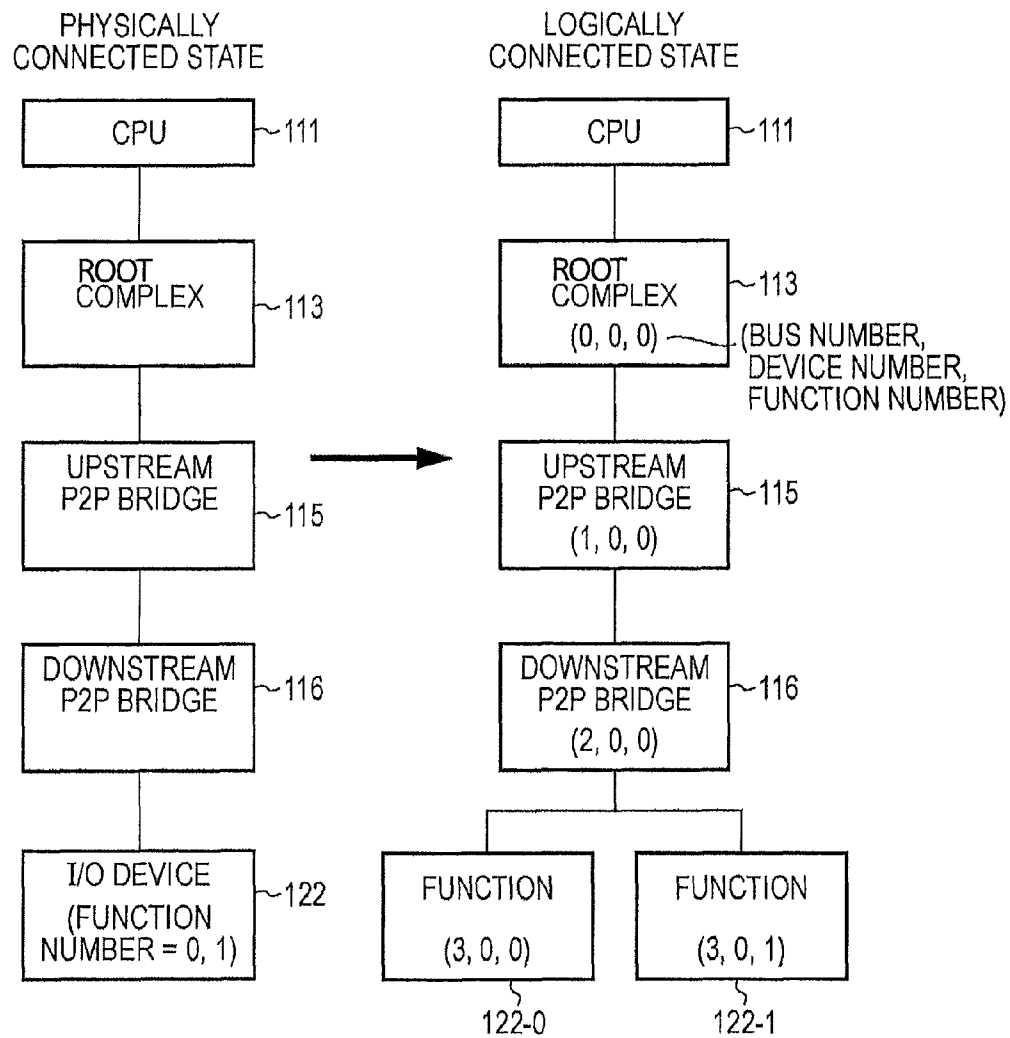 PHYSICALLY
CONNECTED STATE
CPU
111
ROOT
COMPLEX
113
UPSTREAM
P2P BRIDGE
115
DOWNSTREAM
P2P BRIDGE
116
I/O DEVICE
(FUNCTION
NUMBER = 0, 1)
122
LOGICALLY
CONNECTED STATE
CPU
111
ROOT
COMPLEX
(0, 0, 0)
113
(BUS NUMBER,
DEVICE NUMBER,
FUNCTION NUMBER)
UPSTREAM
P2P BRIDGE
(1, 0, 0)
115
DOWNSTREAM
P2P BRIDGE
(2, 0, 0)
116
FUNCTION
(3, 0, 0)
122-0
FUNCTION
(3, 0, 1)
122-1